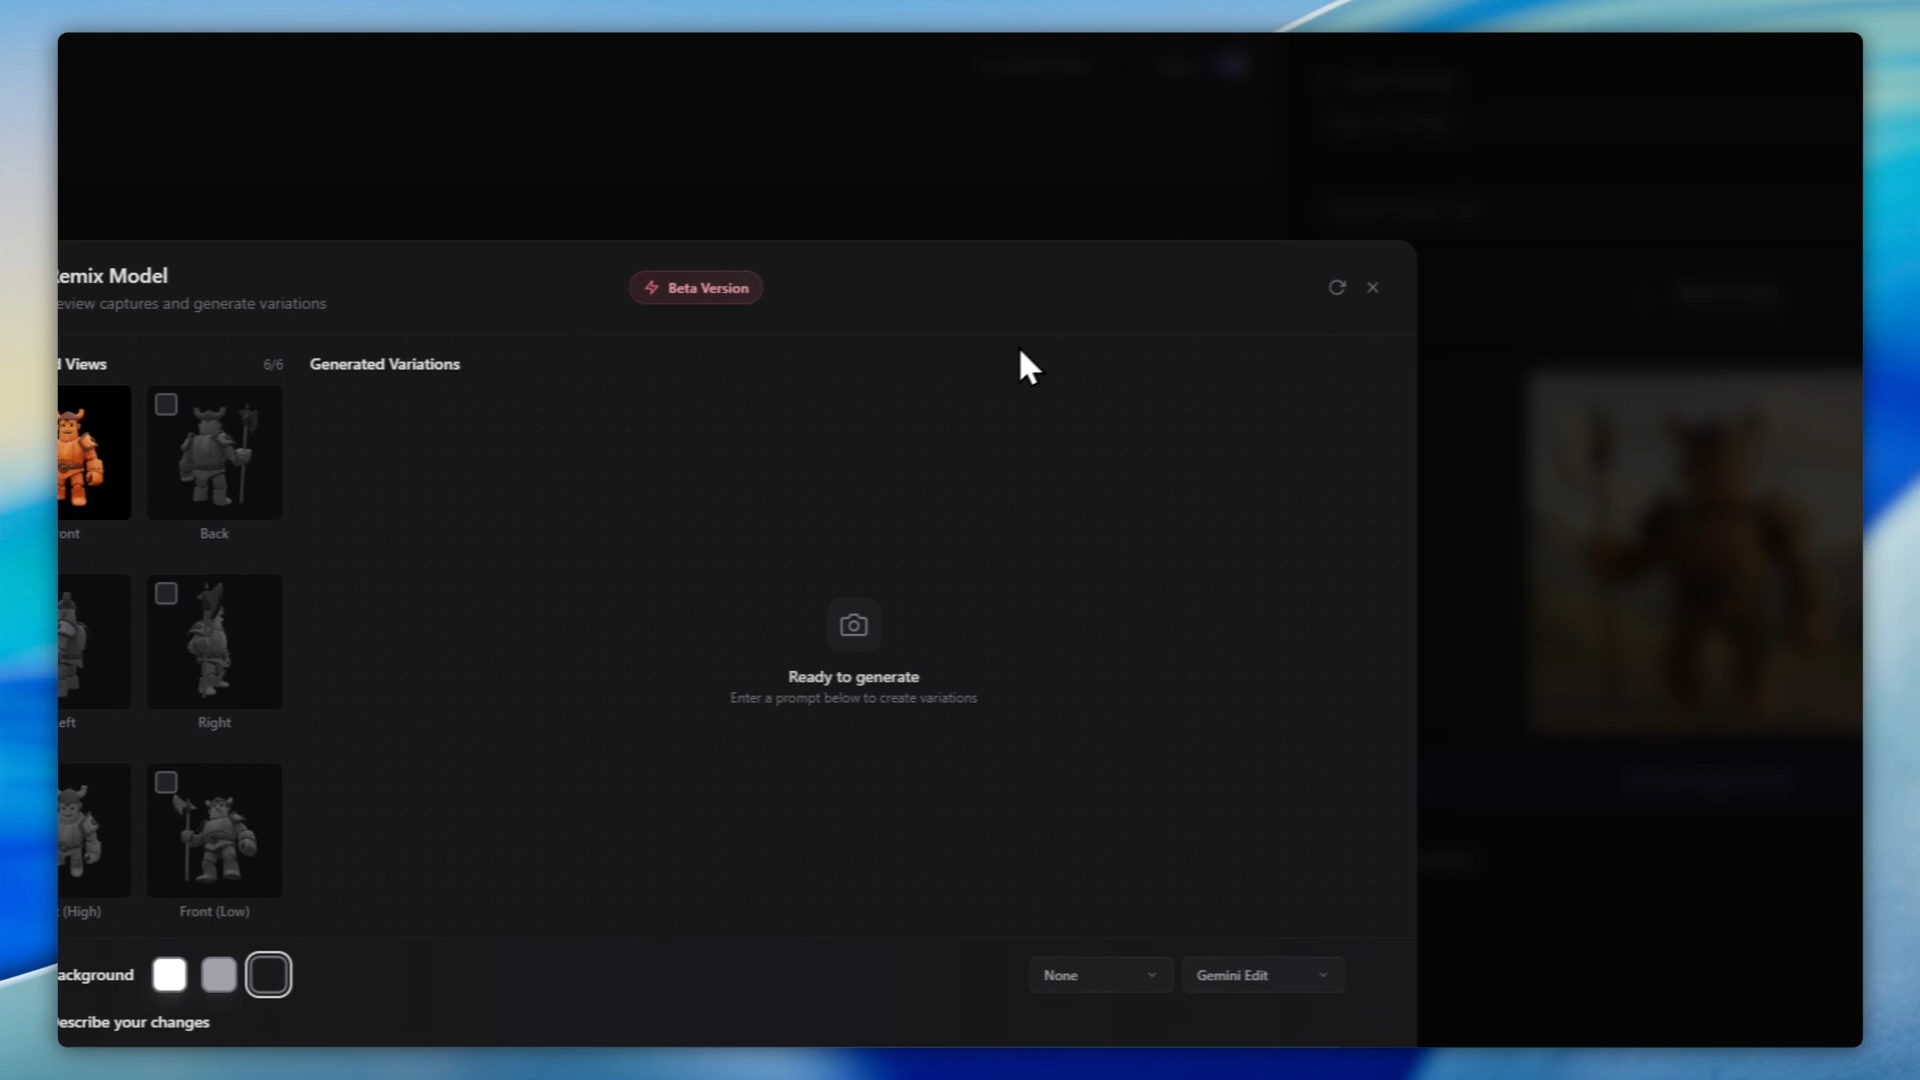 emix Model
eview captures and generate variations
Beta Version
d Views
6/6
Generated Variations
ront
Back
eft
Right
(High)
Front (Low)
Ready to generate
Enter a prompt below to create variations
ackground
None
Gemini Edit
escribe your changes